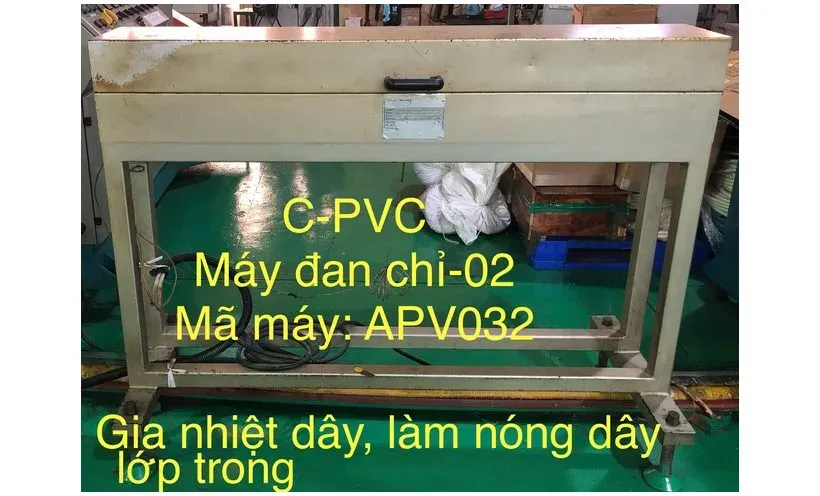 C-PVC
Máy đan chỉ-02
Mã máy: APV032
Gia nhiệt dây, làm nóng dây
lớp trong